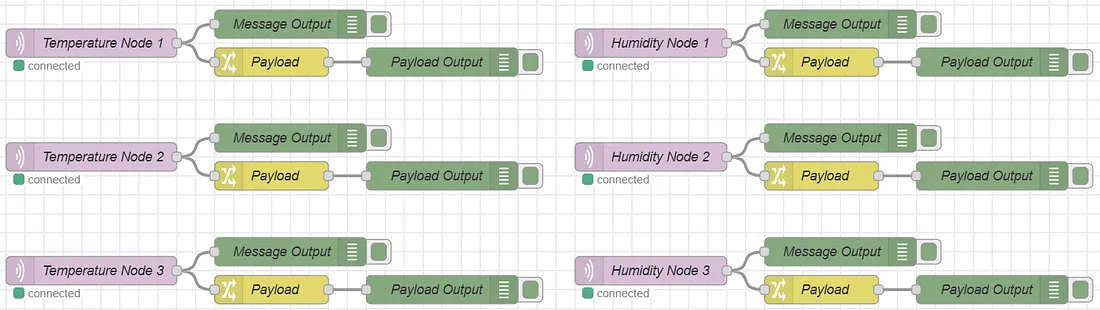 Message Output
Temperature Node 1
connected
Payload
Payload Output
Message Output
Humidity Node 1
connected
Payload
Payload Output
Message Output
Temperature Node 2
connected
Payload
Payload Output
Message Output
Humidity Node 2
connected
Payload
Payload Output
Message Output
Temperature Node 3
connected
Payload
Payload Output
Message Output
Humidity Node 3
connected
Payload
Payload Output